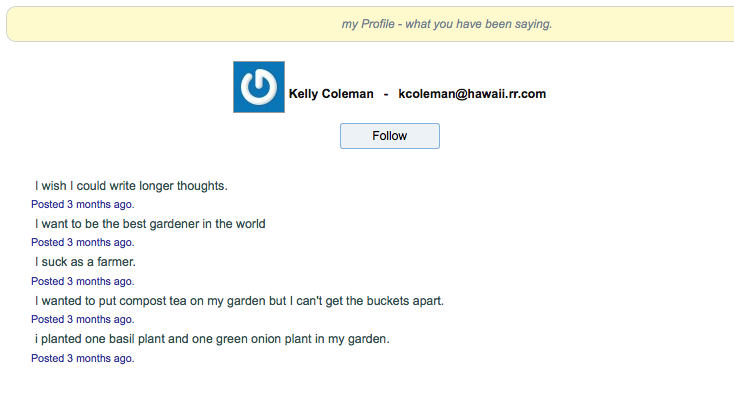 my Profile - what you have been saying.
Kelly Coleman - kcoleman@hawaii.rr.com
Follow
I wish I could write longer thoughts.
Posted 3 months ago.
I want to be the best gardener in the world
Posted 3 months ago.
I suck as a farmer.
Posted 3 months ago.
I wanted to put compost tea on my garden but I can't get the buckets apart.
Posted 3 months ago.
i planted one basil plant and one green onion plant in my garden.
Posted 3 months ago.